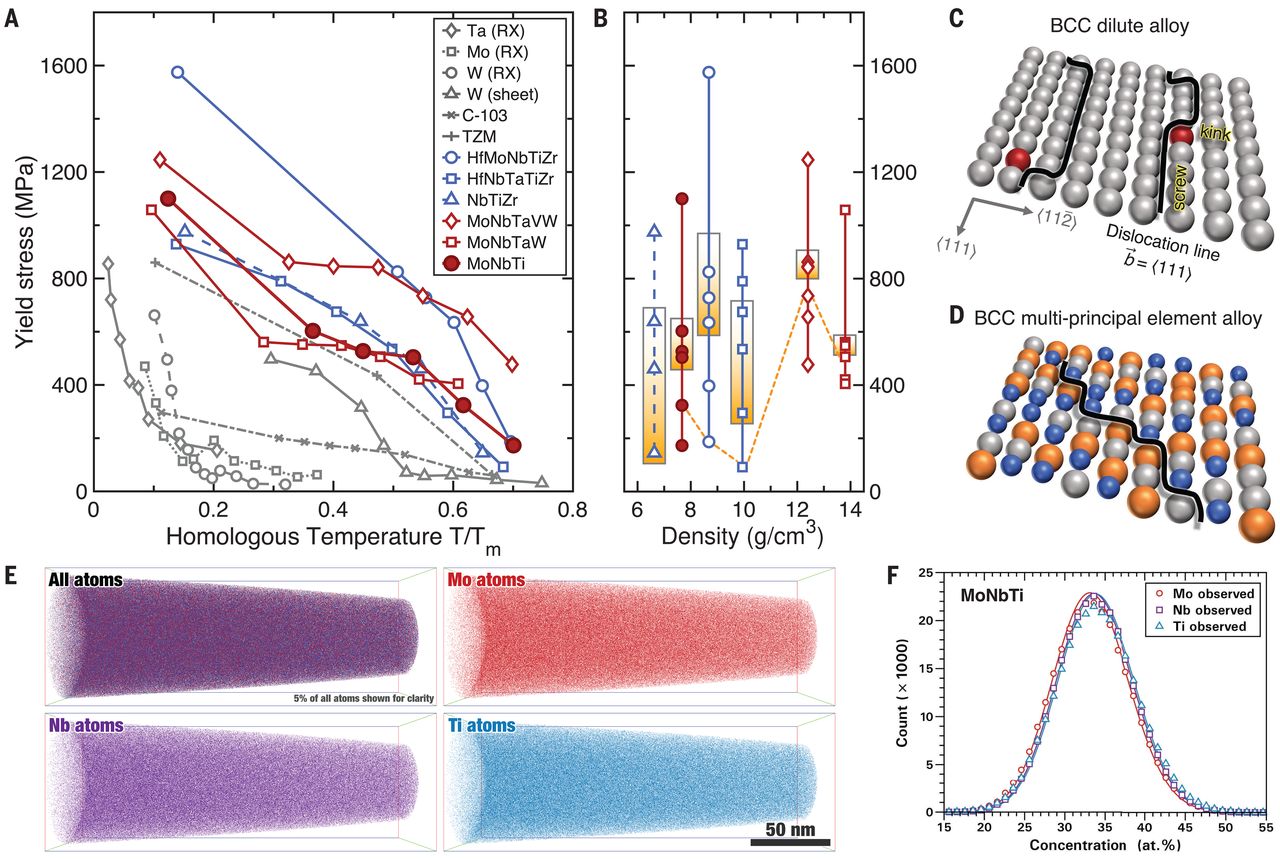 A
Yield stress (MPa)
1600
1200
800
400
0
0
0.2
0.4
0.6
0.8
Homologous Temperature T/Tm
Ta (RX)
Mo (RX)
W (RX)
W (sheet)
C-103
TZM
HfMoNbTiZr
HfNbTaTiZr
NbTiZr
MoNbTaVW
MoNbTaW
MoNbTi
B
1600
1200
800
400
0
6
8
10
12
14
Density (g/cm³)
C
BCC dilute alloy
kink
screw
⟨112̄⟩
⟨111⟩
Dislocation line
b⃗ = ⟨111⟩
D
BCC multi-principal element alloy
E
All atoms
5% of all atoms shown for clarity
Mo atoms
Nb atoms
Ti atoms
50 nm
F
MoNbTi
Mo observed
Nb observed
Ti observed
Count (×1000)
25
20
15
10
5
0
15
20
25
30
35
40
45
50
55
Concentration (at.%)